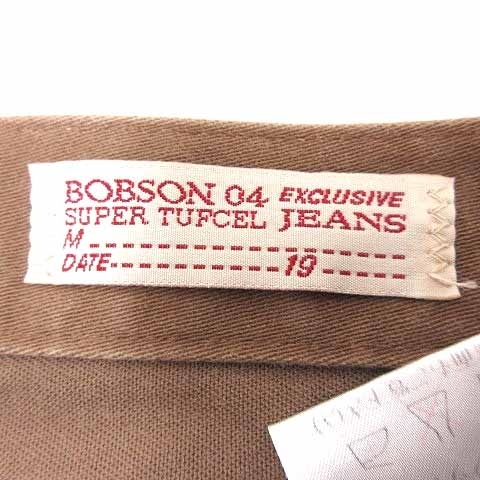 BOBSON 04 EXCLUSIVE
SUPER TUFCEL JEANS
M
DATE 19